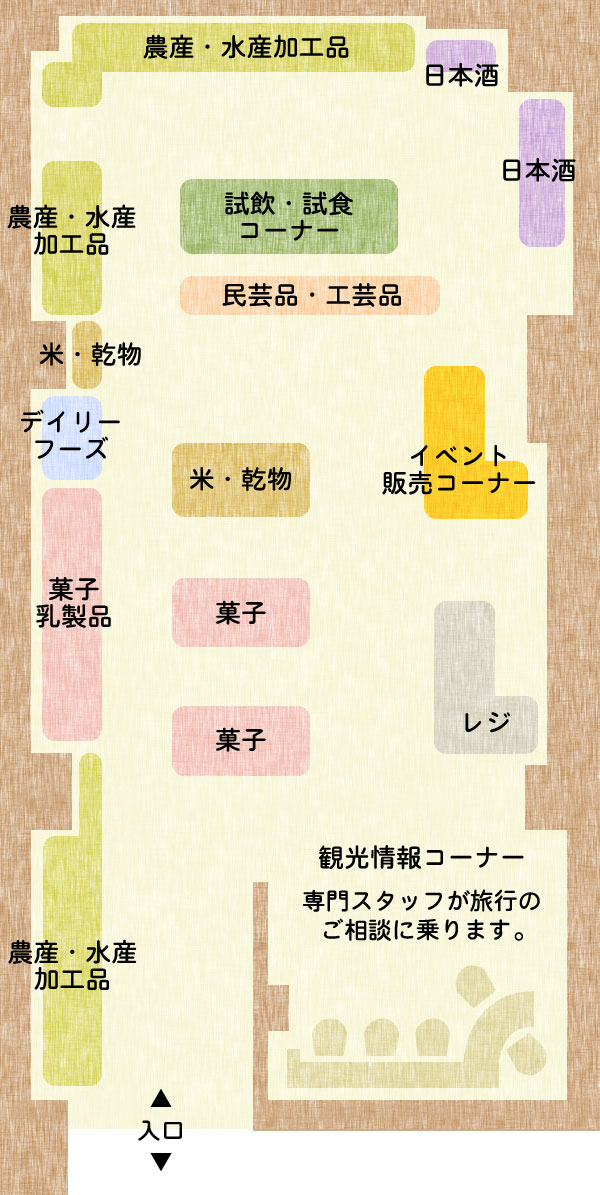 農産・水産加工品
日本酒
日本酒
農産・水産
加工品
試飲・試食
コーナー
民芸品・工芸品
米・乾物
デイリー
フーズ
米・乾物
イベント
販売コーナー
菓子
乳製品
菓子
レジ
菓子
観光情報コーナー
専門スタッフが旅行の
ご相談に乗ります。
農産・水産
加工品
▲
入口
▼